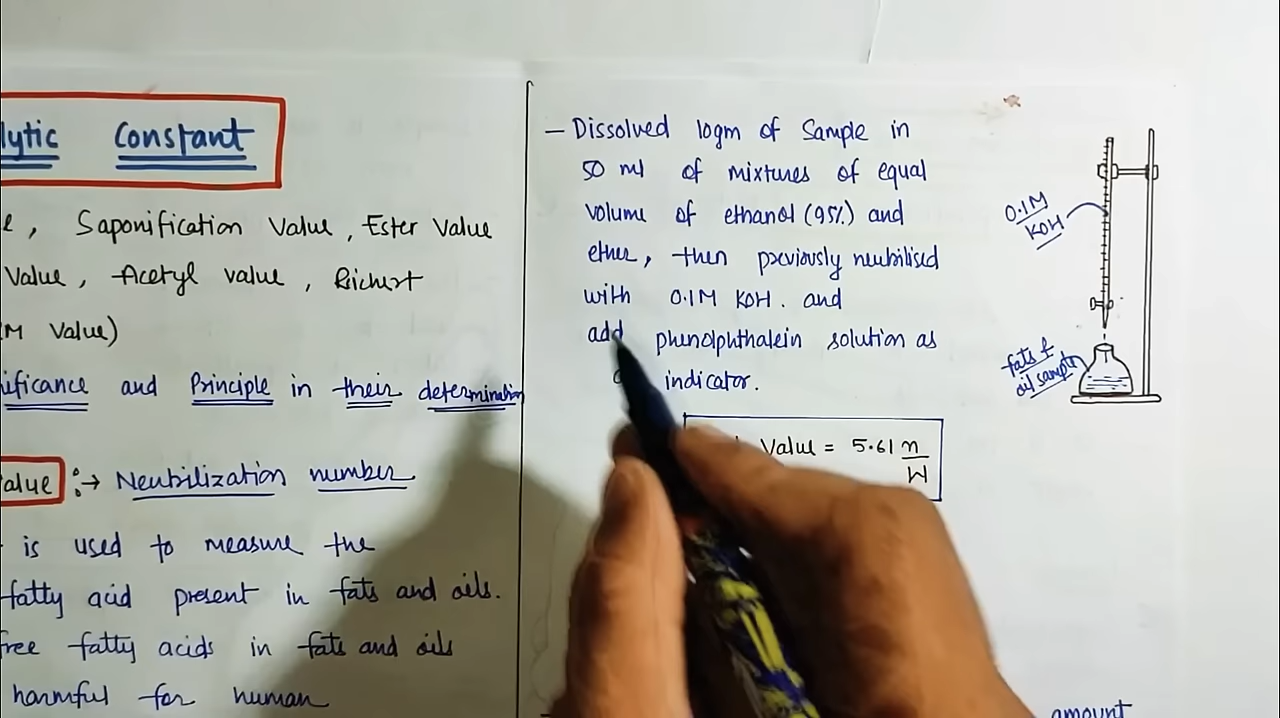 lytic Constant
e, Saponification Value, Ester Value
Value, Acetyl value, Richert
M Value)
ificance and Principle in their determination
alue :→ Neutrilization number
is used to measure the
fatty acid present in fats and oils.
free fatty acids in fats and oils
harmful for human
– Dissolved 10gm of Sample in
50 ml of mixtures of equal
volume of ethanol (95%) and
ether, then previously neutrilised
with 0.1M KOH. and
add phenolphthalein solution as
indicator.
Value = 5.61 n
W
0.1M
KOH
fats &
oil sample
amount